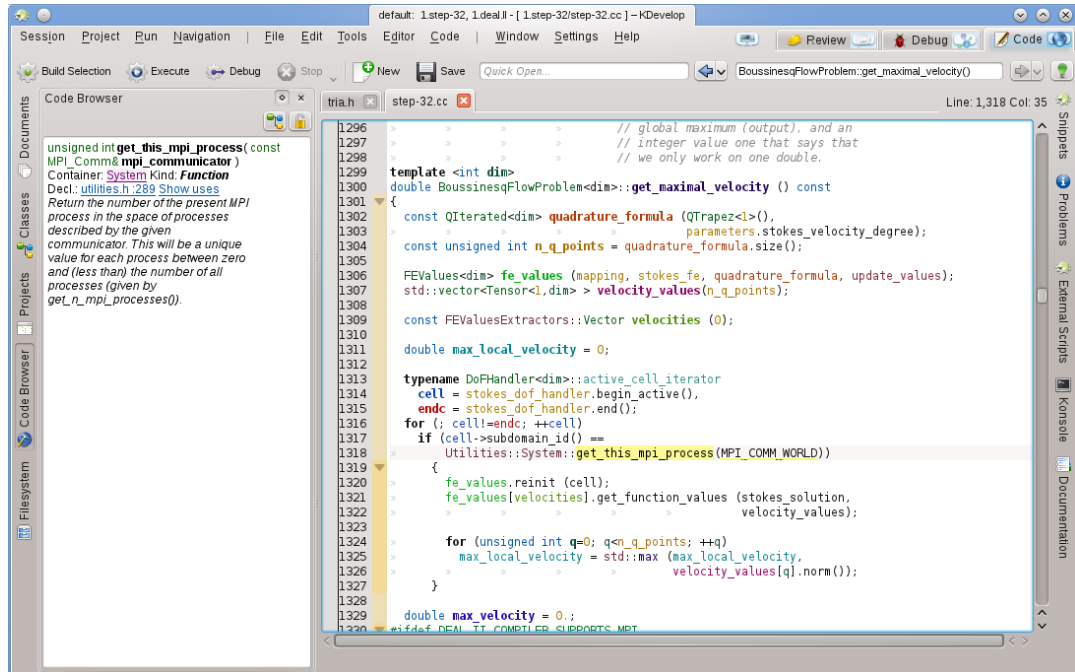 default: 1.step-32, 1.deal.II - [ 1.step-32/step-32.cc ] – KDevelop
Session Project Run Navigation | File Edit Tools Editor Code | Window Settings Help
Review Debug Code
Build Selection Execute Debug Stop New Save Quick Open... BoussinesqFlowProblem::get_maximal_velocity()
Documents
Classes
Projects
Code Browser
Filesystem
Code Browser
unsigned int get_this_mpi_process( const
MPI_Comm& mpi_communicator )
Container: System Kind: Function
Decl.: utilities.h :289 Show uses
Return the number of the present MPI
process in the space of processes
described by the given
communicator. This will be a unique
value for each process between zero
and (less than) the number of all
processes (given by
get_n_mpi_processes()).
tria.h step-32.cc Line: 1,318 Col: 35
1296 // global maximum (output), and an
1297 // integer value one that says that
1298 // we only work on one double.
1299 template <int dim>
1300 double BoussinesqFlowProblem<dim>::get_maximal_velocity () const
1301 {
1302 const QIterated<dim> quadrature_formula (QTrapez<1>(),
1303 parameters.stokes_velocity_degree);
1304 const unsigned int n_q_points = quadrature_formula.size();
1305
1306 FEValues<dim> fe_values (mapping, stokes_fe, quadrature_formula, update_values);
1307 std::vector<Tensor<1,dim> > velocity_values(n_q_points);
1308
1309 const FEValuesExtractors::Vector velocities (0);
1310
1311 double max_local_velocity = 0;
1312
1313 typename DoFHandler<dim>::active_cell_iterator
1314 cell = stokes_dof_handler.begin_active(),
1315 endc = stokes_dof_handler.end();
1316 for (; cell!=endc; ++cell)
1317 if (cell->subdomain_id() ==
1318 Utilities::System::get_this_mpi_process(MPI_COMM_WORLD))
1319 {
1320 fe_values.reinit (cell);
1321 fe_values[velocities].get_function_values (stokes_solution,
1322 velocity_values);
1323
1324 for (unsigned int q=0; q<n_q_points; ++q)
1325 max_local_velocity = std::max (max_local_velocity,
1326 velocity_values[q].norm());
1327 }
1328
1329 double max_velocity = 0.;
1330 #ifdef DEAL_II_COMPILER_SUPPORTS_MPI
Snippets
Problems
External Scripts
Konsole
Documentation